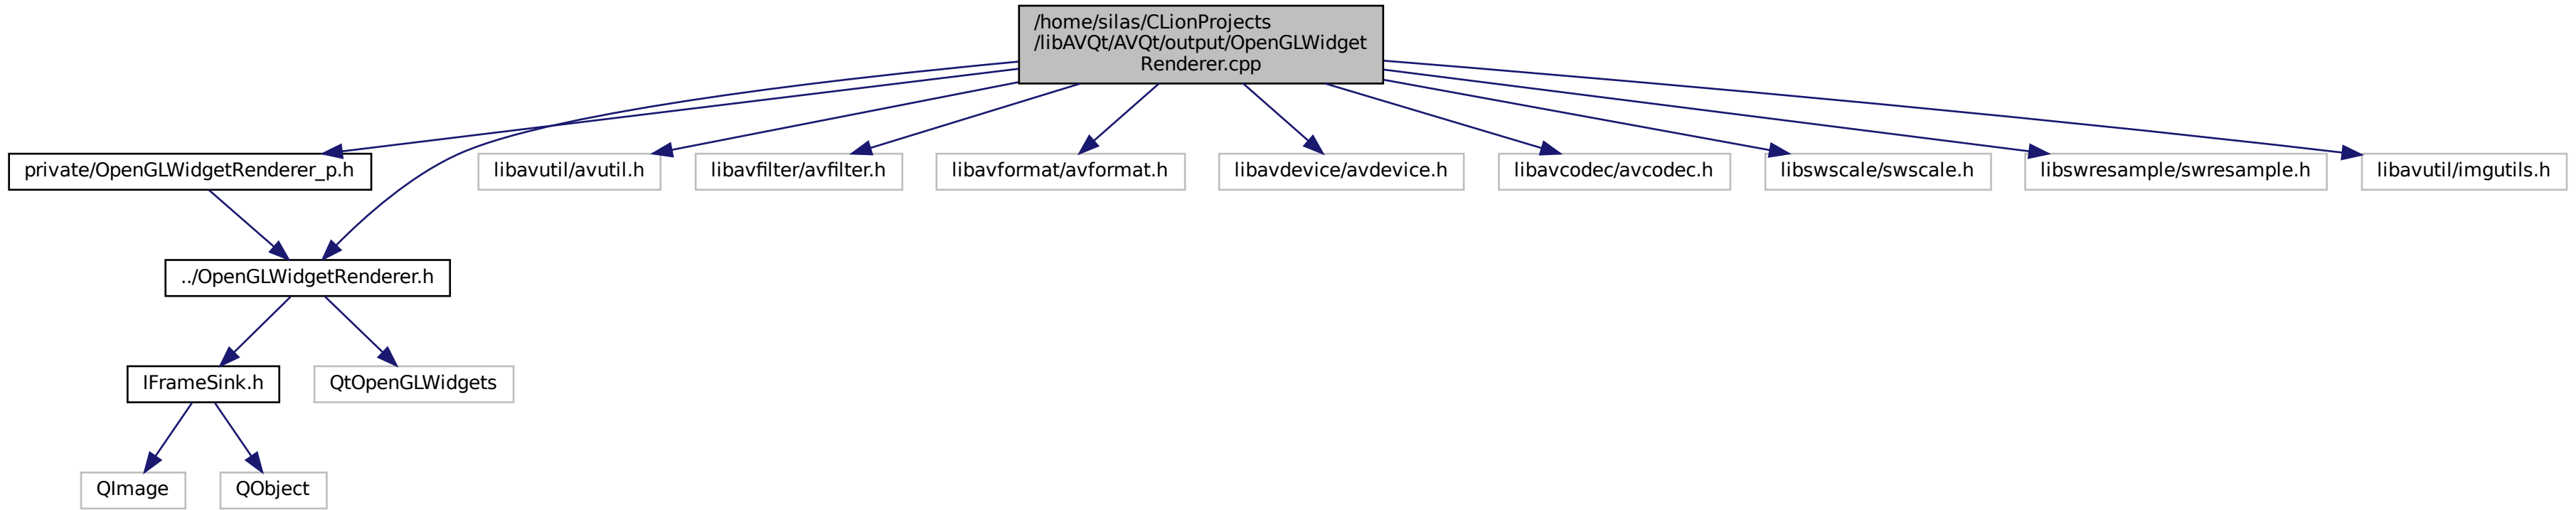 /home/silas/CLionProjects
/libAVQt/AVQt/output/OpenGLWidget
Renderer.cpp
private/OpenGLWidgetRenderer_p.h
libavutil/avutil.h
libavfilter/avfilter.h
libavformat/avformat.h
libavdevice/avdevice.h
libavcodec/avcodec.h
libswscale/swscale.h
libswresample/swresample.h
libavutil/imgutils.h
../OpenGLWidgetRenderer.h
IFrameSink.h
QtOpenGLWidgets
QImage
QObject